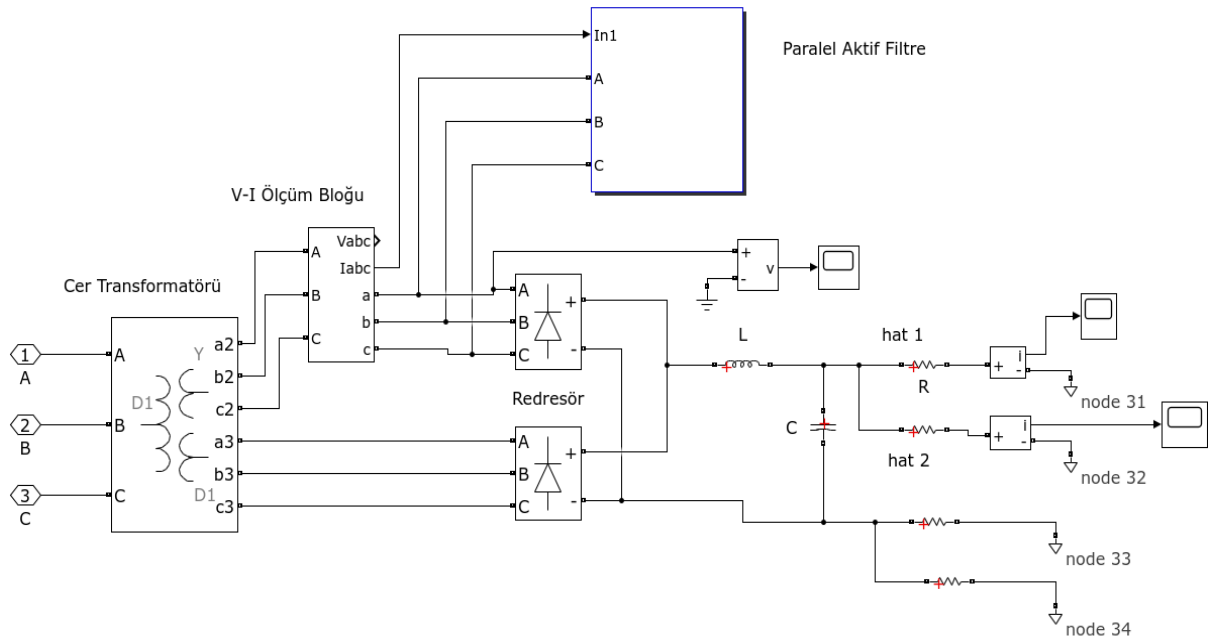 In1
A
B
C
Paralel Aktif Filtre
V-I Ölçüm Bloğu
A
B
C
Vabc
Iabc
a
b
c
Cer Transformatörü
1
A
2
B
3
C
A
B
C
Y
D1
D1
a2
b2
c2
a3
b3
c3
A
B
C
+
-
Redresör
A
B
C
+
-
+
-
v
L
C
hat 1
R
+
i
-
node 31
hat 2
+
i
-
node 32
node 33
node 34